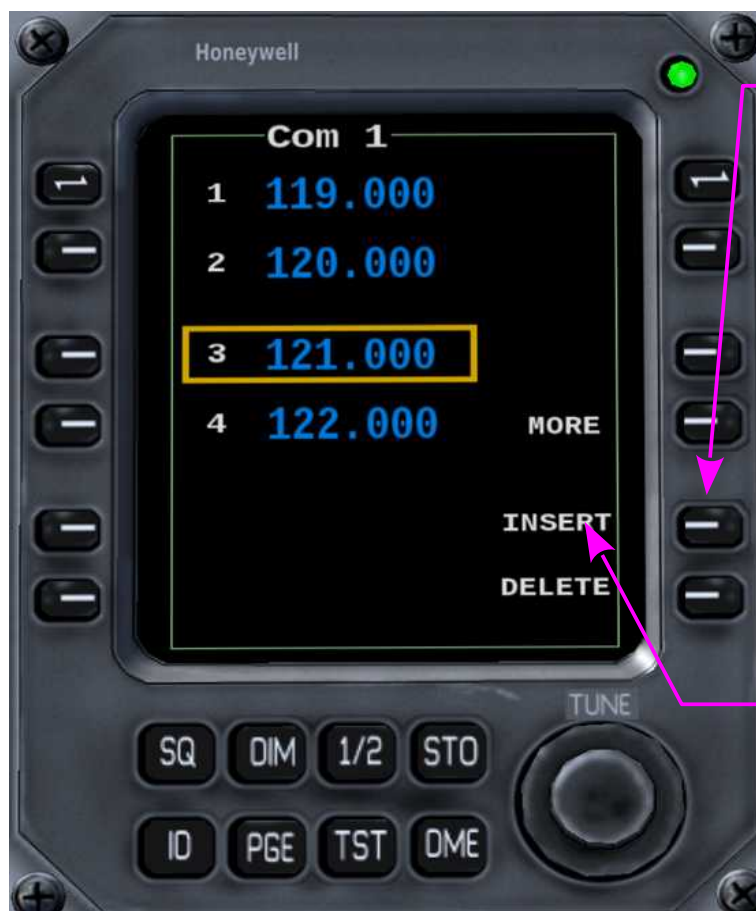 Honeywell
Com 1
1 119.000
2 120.000
3 121.000
4 122.000 MORE
INSERT
DELETE
TUNE
SQ DIM 1/2 STO
ID PGE TST DME